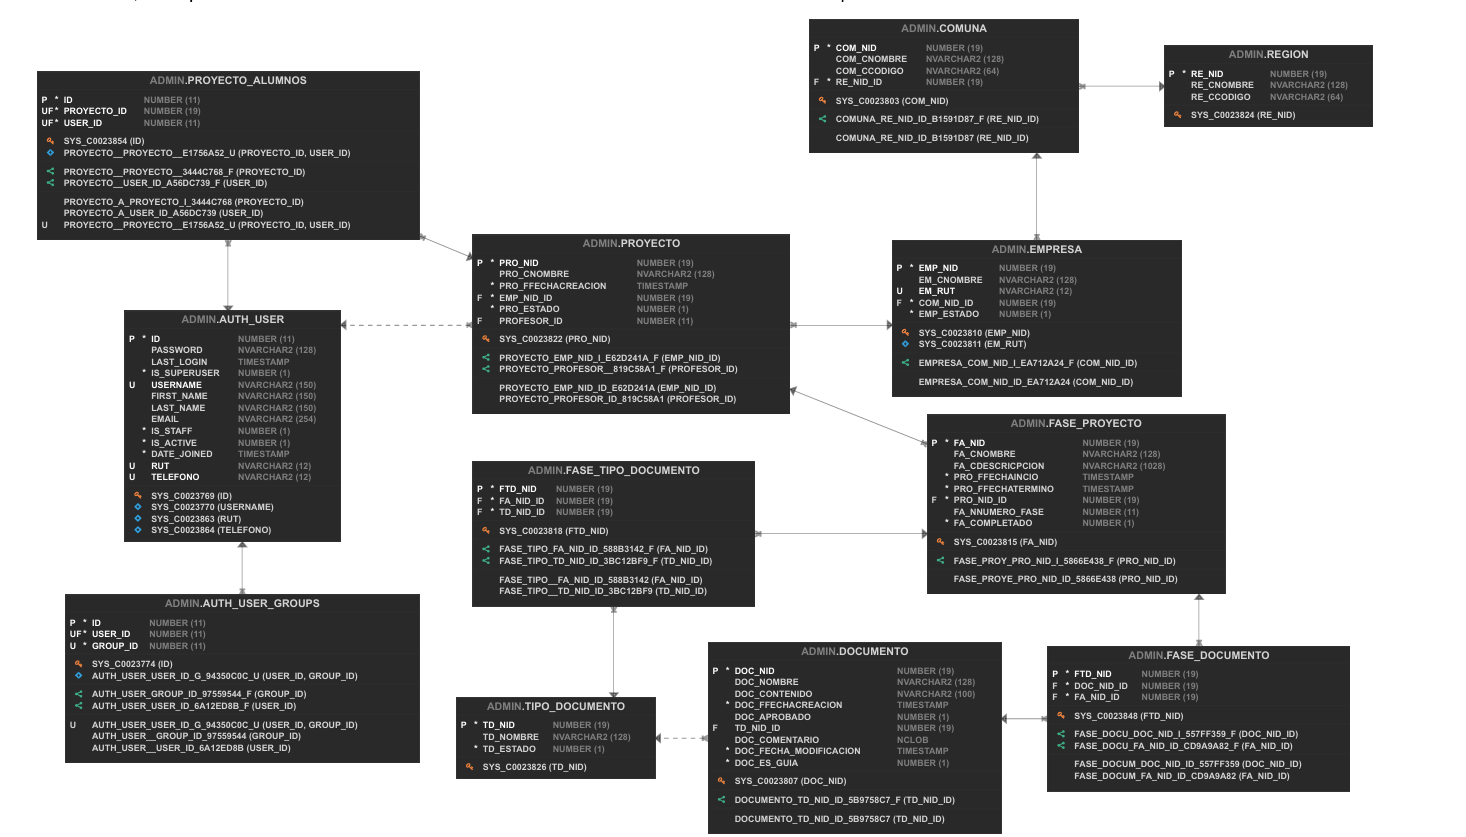 ADMIN.PROYECTO_ALUMNOS
P * ID NUMBER (11)
UF* PROYECTO_ID NUMBER (19)
UF* USER_ID NUMBER (11)
SYS_C0023854 (ID)
PROYECTO__PROYECTO__E1756A52_U (PROYECTO_ID, USER_ID)
PROYECTO__PROYECTO__3444C768_F (PROYECTO_ID)
PROYECTO__USER_ID_A56DC739_F (USER_ID)
PROYECTO_A_PROYECTO_I_3444C768 (PROYECTO_ID)
PROYECTO_A_USER_ID_A56DC739 (USER_ID)
U PROYECTO__PROYECTO__E1756A52_U (PROYECTO_ID, USER_ID)
ADMIN.COMUNA
P * COM_NID NUMBER (19)
COM_CNOMBRE NVARCHAR2 (128)
COM_CCODIGO NVARCHAR2 (64)
F * RE_NID_ID NUMBER (19)
SYS_C0023803 (COM_NID)
COMUNA_RE_NID_ID_B1591D87_F (RE_NID_ID)
COMUNA_RE_NID_ID_B1591D87 (RE_NID_ID)
ADMIN.REGION
P * RE_NID NUMBER (19)
RE_CNOMBRE NVARCHAR2 (128)
RE_CCODIGO NVARCHAR2 (64)
SYS_C0023824 (RE_NID)
ADMIN.PROYECTO
P * PRO_NID NUMBER (19)
PRO_CNOMBRE NVARCHAR2 (128)
* PRO_FFECHACREACION TIMESTAMP
F * EMP_NID_ID NUMBER (19)
* PRO_ESTADO NUMBER (1)
F PROFESOR_ID NUMBER (11)
SYS_C0023822 (PRO_NID)
PROYECTO_EMP_NID_I_E62D241A_F (EMP_NID_ID)
PROYECTO_PROFESOR__819C58A1_F (PROFESOR_ID)
PROYECTO_EMP_NID_ID_E62D241A (EMP_NID_ID)
PROYECTO_PROFESOR_ID_819C58A1 (PROFESOR_ID)
ADMIN.EMPRESA
P * EMP_NID NUMBER (19)
EM_CNOMBRE NVARCHAR2 (128)
U EM_RUT NVARCHAR2 (12)
F * COM_NID_ID NUMBER (19)
* EMP_ESTADO NUMBER (1)
SYS_C0023810 (EMP_NID)
SYS_C0023811 (EM_RUT)
EMPRESA_COM_NID_I_EA712A24_F (COM_NID_ID)
EMPRESA_COM_NID_ID_EA712A24 (COM_NID_ID)
ADMIN.AUTH_USER
P * ID NUMBER (11)
PASSWORD NVARCHAR2 (128)
LAST_LOGIN TIMESTAMP
* IS_SUPERUSER NUMBER (1)
U USERNAME NVARCHAR2 (150)
FIRST_NAME NVARCHAR2 (150)
LAST_NAME NVARCHAR2 (150)
EMAIL NVARCHAR2 (254)
* IS_STAFF NUMBER (1)
* IS_ACTIVE NUMBER (1)
* DATE_JOINED TIMESTAMP
U RUT NVARCHAR2 (12)
U TELEFONO NVARCHAR2 (12)
SYS_C0023769 (ID)
SYS_C0023770 (USERNAME)
SYS_C0023863 (RUT)
SYS_C0023864 (TELEFONO)
ADMIN.FASE_PROYECTO
P * FA_NID NUMBER (19)
FA_CNOMBRE NVARCHAR2 (128)
FA_CDESCRICPCION NVARCHAR2 (1028)
* PRO_FFECHAINCIO TIMESTAMP
* PRO_FFECHATERMINO TIMESTAMP
F * PRO_NID_ID NUMBER (19)
FA_NNUMERO_FASE NUMBER (11)
* FA_COMPLETADO NUMBER (1)
SYS_C0023815 (FA_NID)
FASE_PROY_PRO_NID_I_5866E438_F (PRO_NID_ID)
FASE_PROYE_PRO_NID_ID_5866E438 (PRO_NID_ID)
ADMIN.FASE_TIPO_DOCUMENTO
P * FTD_NID NUMBER (19)
F * FA_NID_ID NUMBER (19)
F * TD_NID_ID NUMBER (19)
SYS_C0023818 (FTD_NID)
FASE_TIPO_FA_NID_ID_588B3142_F (FA_NID_ID)
FASE_TIPO_TD_NID_ID_3BC12BF9_F (TD_NID_ID)
FASE_TIPO__FA_NID_ID_588B3142 (FA_NID_ID)
FASE_TIPO__TD_NID_ID_3BC12BF9 (TD_NID_ID)
ADMIN.AUTH_USER_GROUPS
P * ID NUMBER (11)
UF* USER_ID NUMBER (11)
U * GROUP_ID NUMBER (11)
SYS_C0023774 (ID)
AUTH_USER_USER_ID_G_94350C0C_U (USER_ID, GROUP_ID)
AUTH_USER_GROUP_ID_97559544_F (GROUP_ID)
AUTH_USER_USER_ID_6A12ED8B_F (USER_ID)
U AUTH_USER_USER_ID_G_94350C0C_U (USER_ID, GROUP_ID)
AUTH_USER__GROUP_ID_97559544 (GROUP_ID)
AUTH_USER__USER_ID_6A12ED8B (USER_ID)
ADMIN.TIPO_DOCUMENTO
P * TD_NID NUMBER (19)
TD_NOMBRE NVARCHAR2 (128)
* TD_ESTADO NUMBER (1)
SYS_C0023826 (TD_NID)
ADMIN.DOCUMENTO
P * DOC_NID NUMBER (19)
DOC_NOMBRE NVARCHAR2 (128)
DOC_CONTENIDO NVARCHAR2 (100)
* DOC_FFECHACREACION TIMESTAMP
DOC_APROBADO NUMBER (1)
F TD_NID_ID NUMBER (19)
DOC_COMENTARIO NCLOB
* DOC_FECHA_MODIFICACION TIMESTAMP
* DOC_ES_GUIA NUMBER (1)
SYS_C0023807 (DOC_NID)
DOCUMENTO_TD_NID_ID_5B9758C7_F (TD_NID_ID)
DOCUMENTO_TD_NID_ID_5B9758C7 (TD_NID_ID)
ADMIN.FASE_DOCUMENTO
P * FTD_NID NUMBER (19)
F * DOC_NID_ID NUMBER (19)
F * FA_NID_ID NUMBER (19)
SYS_C0023848 (FTD_NID)
FASE_DOCU_DOC_NID_I_557FF359_F (DOC_NID_ID)
FASE_DOCU_FA_NID_ID_CD9A9A82_F (FA_NID_ID)
FASE_DOCUM_DOC_NID_ID_557FF359 (DOC_NID_ID)
FASE_DOCUM_FA_NID_ID_CD9A9A82 (FA_NID_ID)